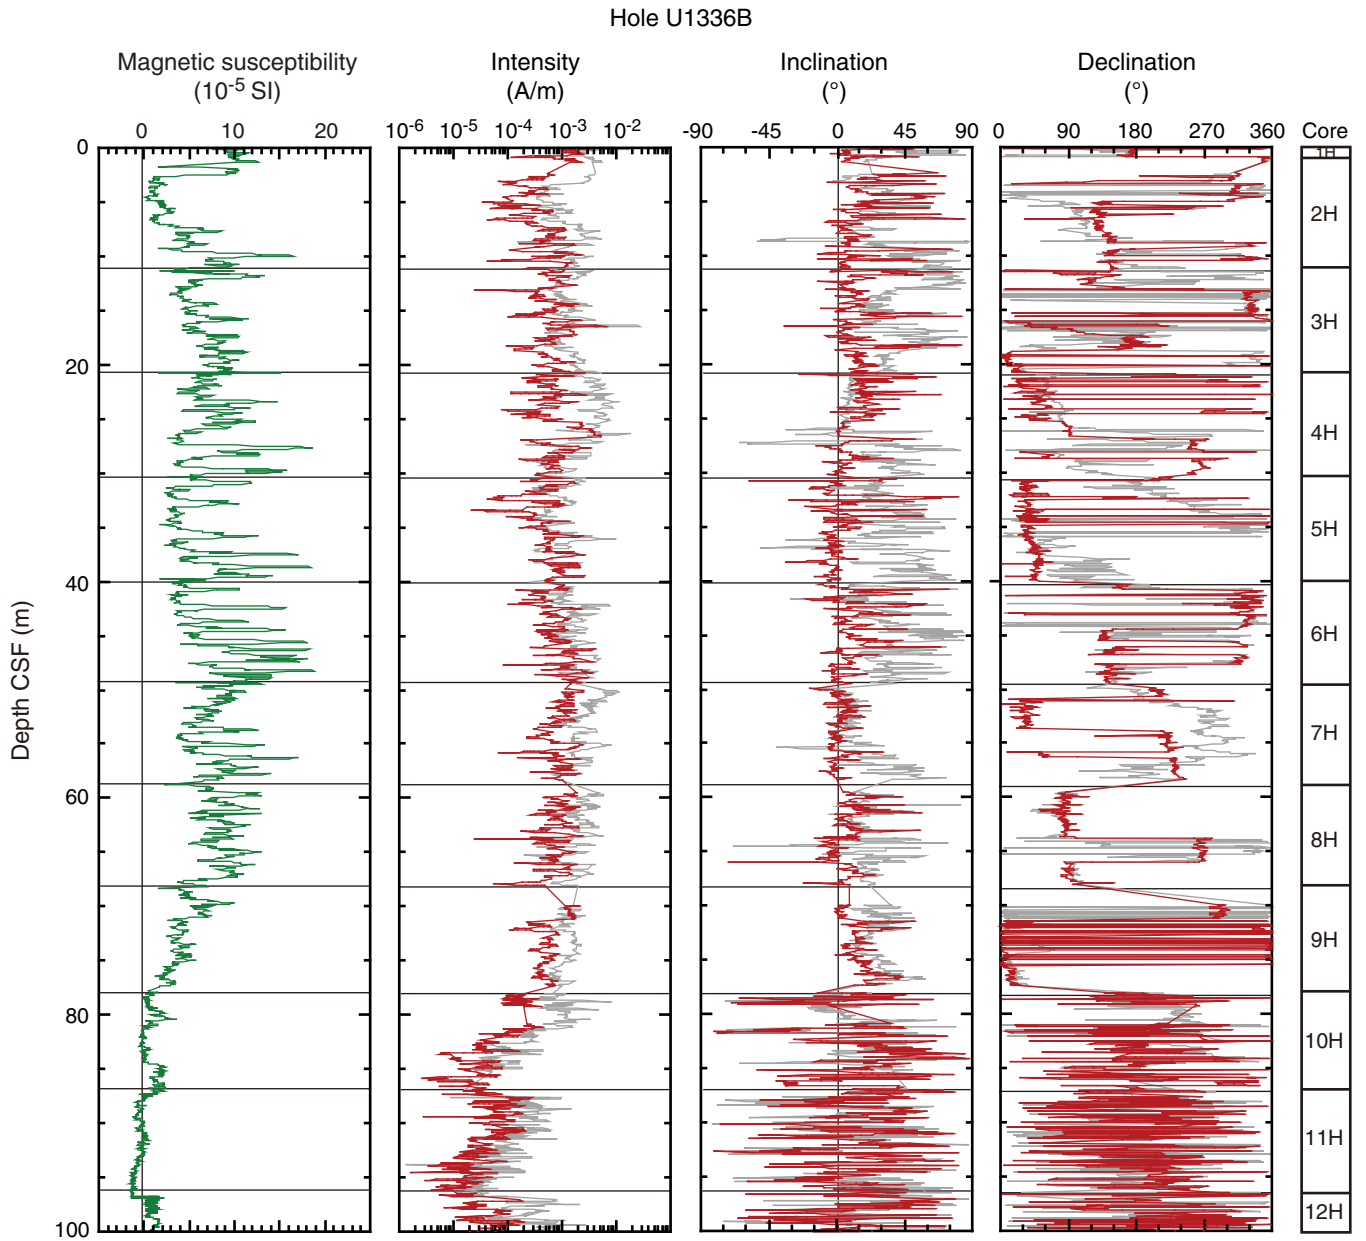 Hole U1336B
Magnetic susceptibility
(10-5 SI)
Intensity
(A/m)
Inclination
(°)
Declination
(°)
0 10 20
10-6 10-5 10-4 10-3 10-2
-90 -45 0 45 90
0 90 180 270 360
Core
0
20
40
60
80
100
Depth CSF (m)
1H
2H
3H
4H
5H
6H
7H
8H
9H
10H
11H
12H